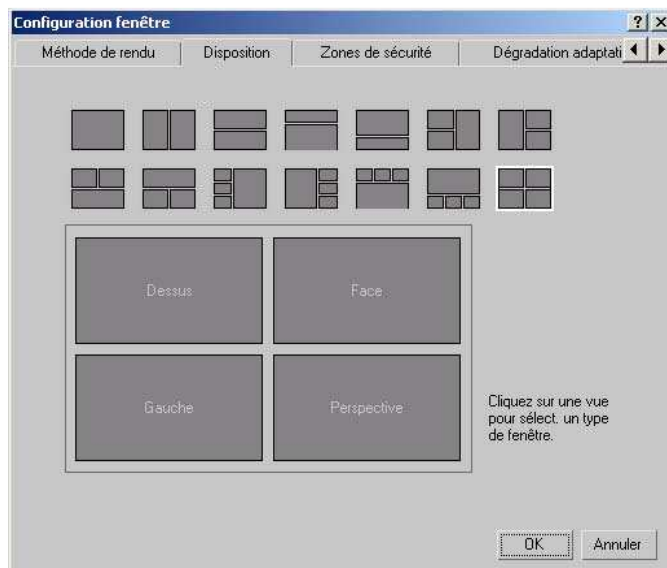 Configuration fenêtre
Méthode de rendu Disposition Zones de sécurité Dégradation adaptati
Dessus Face
Gauche Perspective
Cliquez sur une vue
pour sélect. un type
de fenêtre.
OK Annuler